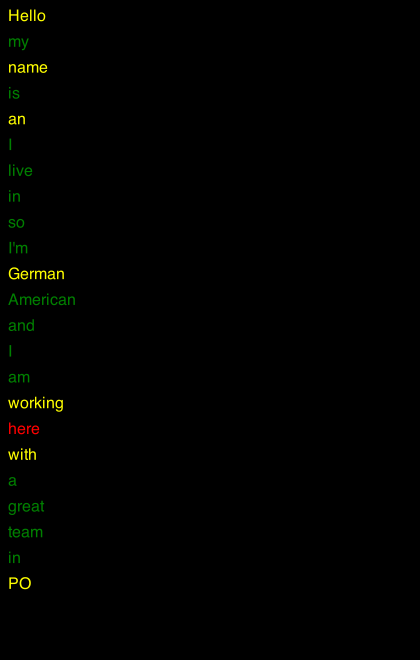 Hello
my
name
is
an
I
live
in
so
I'm
German
American
and
I
am
working
here
with
a
great
team
in
PO